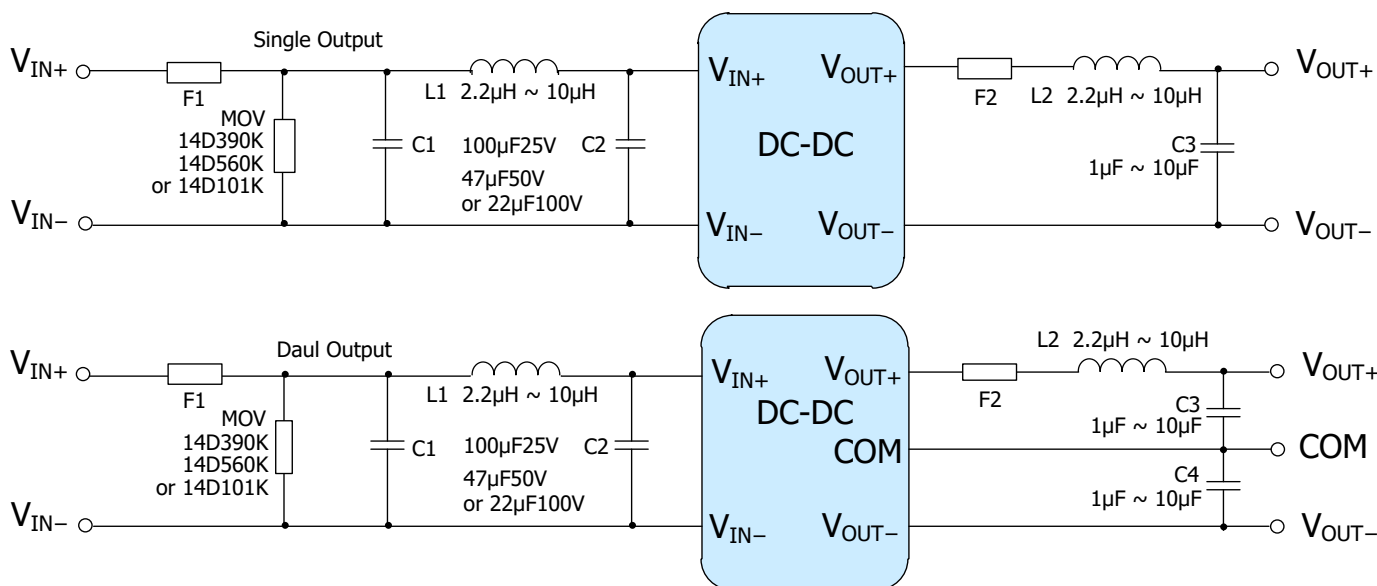 Single Output
V_IN+
F1
MOV
14D390K
14D560K
or 14D101K
C1
L1 2.2µH ~ 10µH
100µF25V
47µF50V
or 22µF100V
C2
V_IN−
V_IN+
V_OUT+
DC-DC
V_IN−
V_OUT−
F2
L2 2.2µH ~ 10µH
C3
1µF ~ 10µF
V_OUT+
V_OUT−
Daul Output
V_IN+
F1
MOV
14D390K
14D560K
or 14D101K
C1
L1 2.2µH ~ 10µH
100µF25V
47µF50V
or 22µF100V
C2
V_IN−
V_IN+
V_OUT+
DC-DC
COM
V_IN−
V_OUT−
L2 2.2µH ~ 10µH
F2
C3
1µF ~ 10µF
C4
1µF ~ 10µF
V_OUT+
COM
V_OUT−